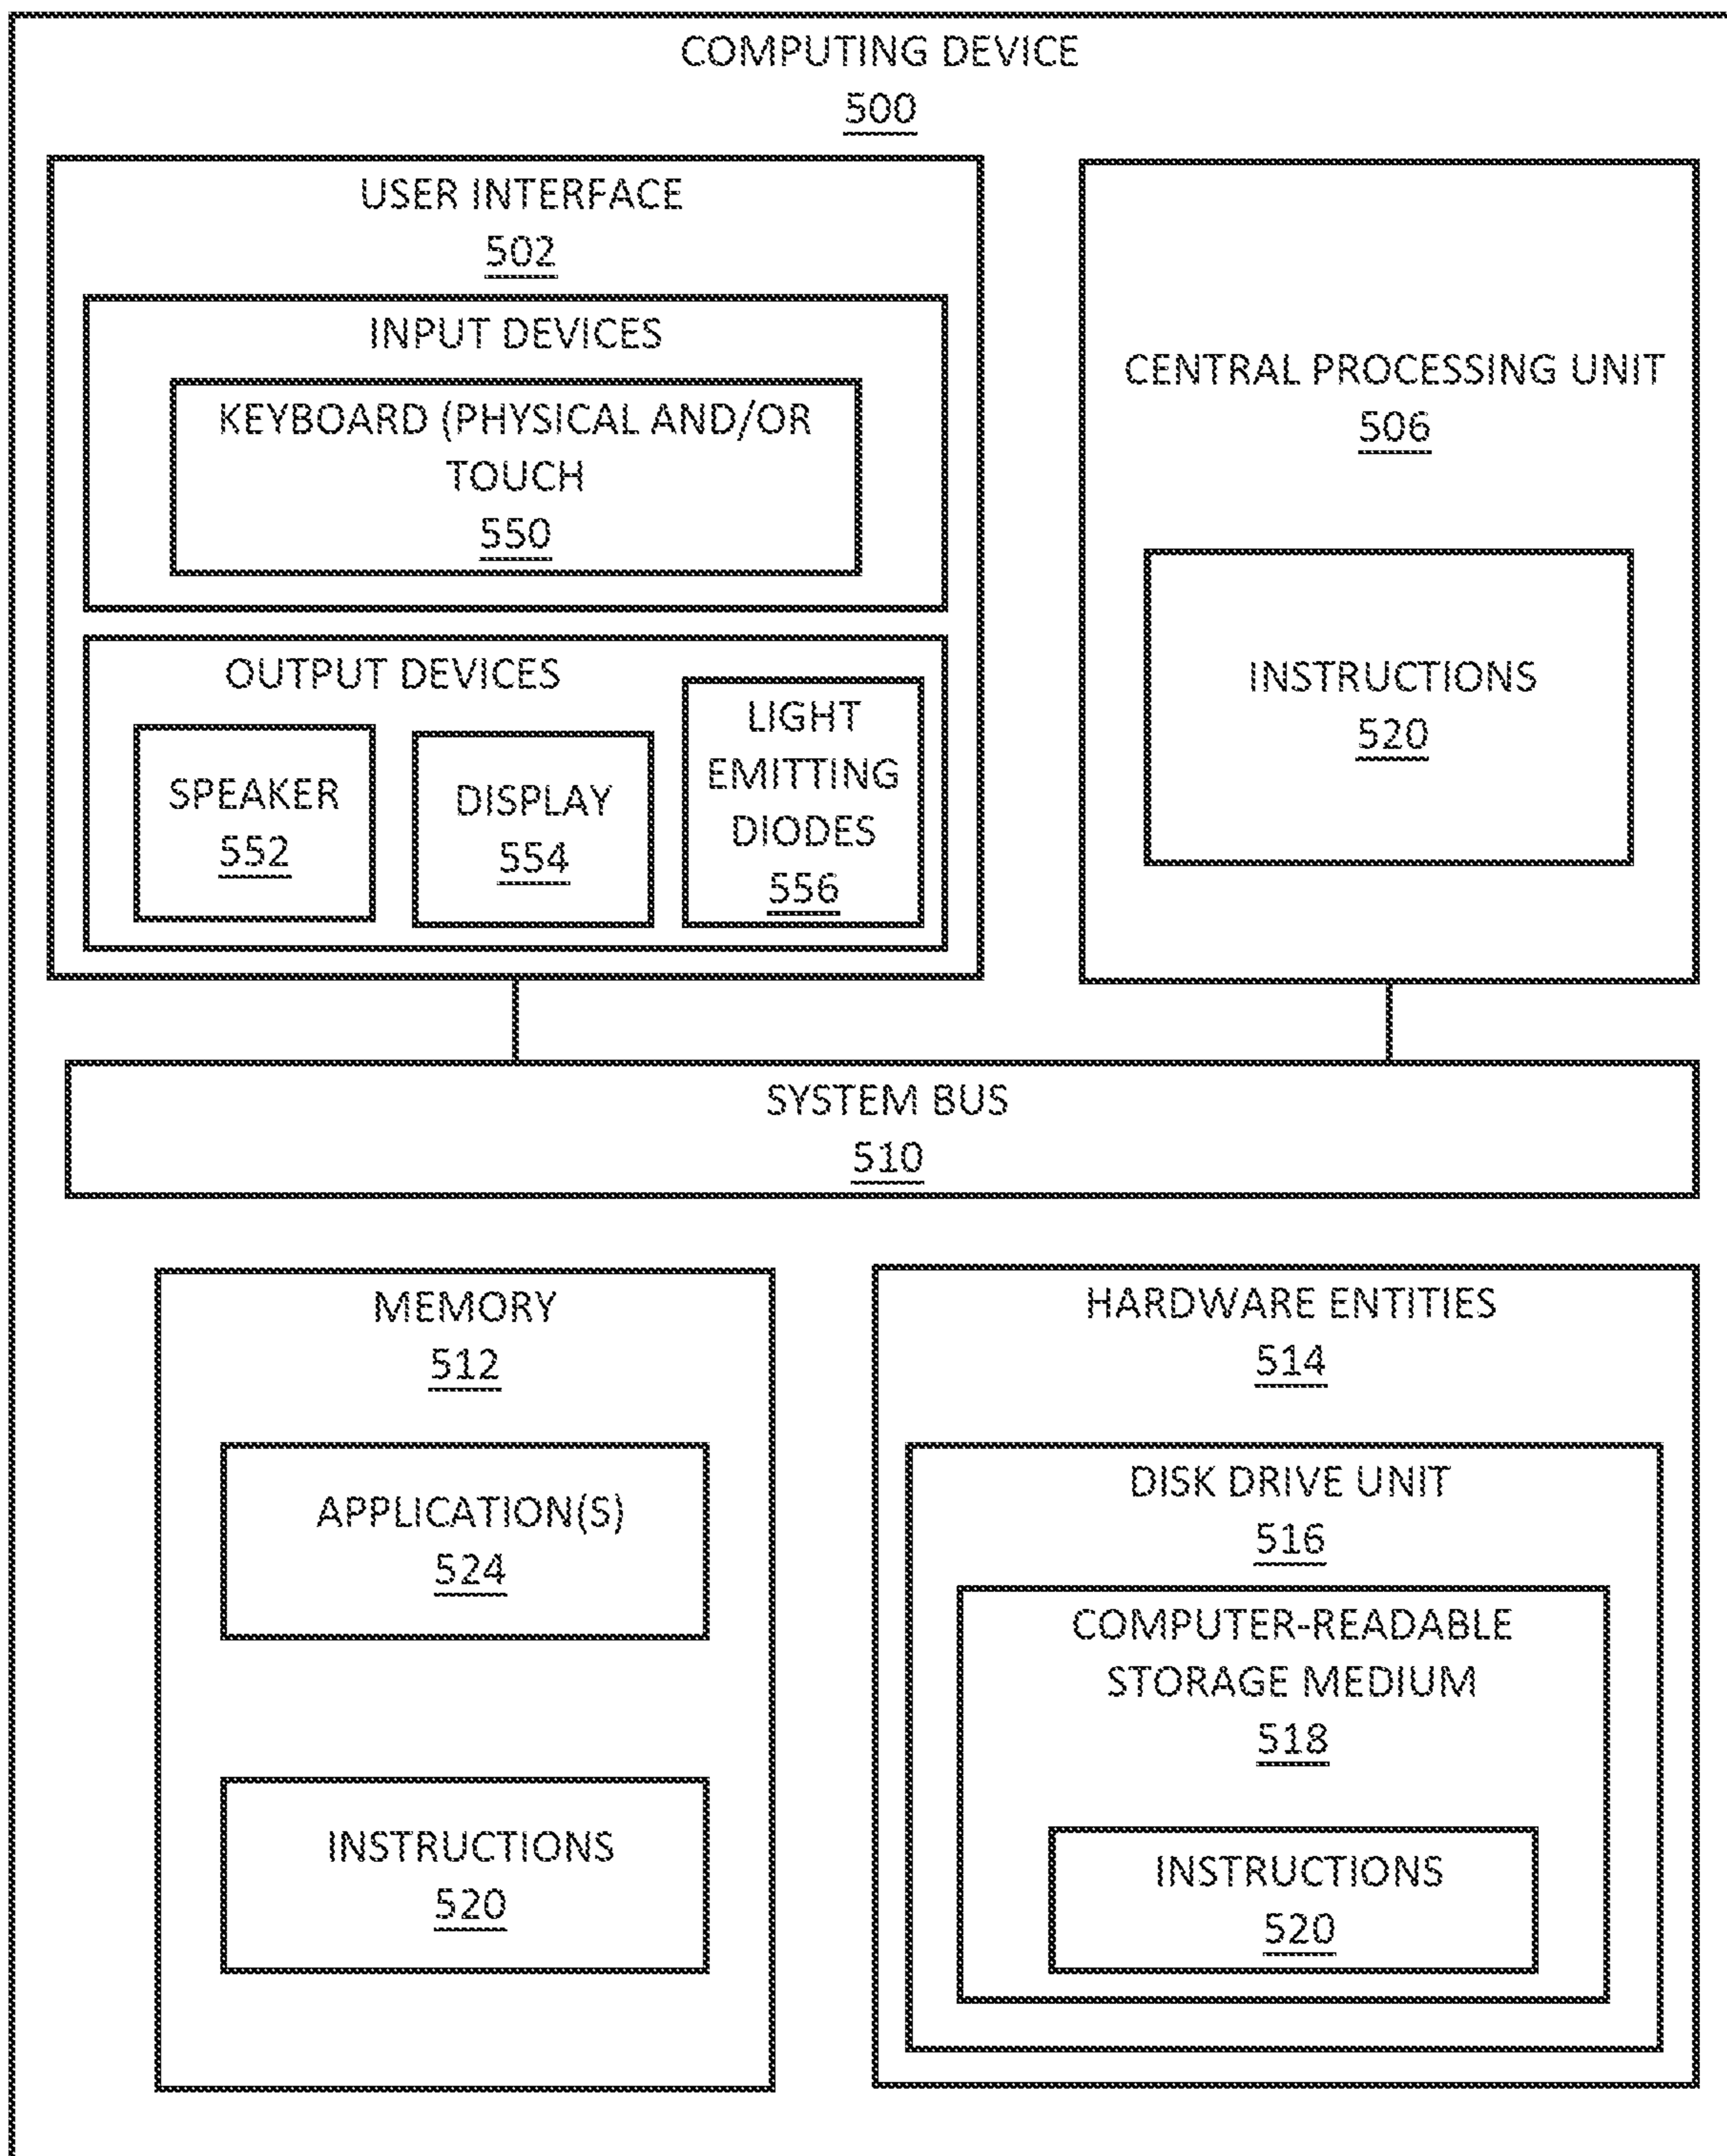 COMPUTING DEVICE
500
USER INTERFACE
502
INPUT DEVICES
KEYBOARD (PHYSICAL AND/OR
TOUCH
550
OUTPUT DEVICES
SPEAKER
552
DISPLAY
554
LIGHT
EMITTING
DIODES
556
CENTRAL PROCESSING UNIT
506
INSTRUCTIONS
520
SYSTEM BUS
510
MEMORY
512
APPLICATION(S)
524
INSTRUCTIONS
520
HARDWARE ENTITIES
514
DISK DRIVE UNIT
516
COMPUTER-READABLE
STORAGE MEDIUM
518
INSTRUCTIONS
520